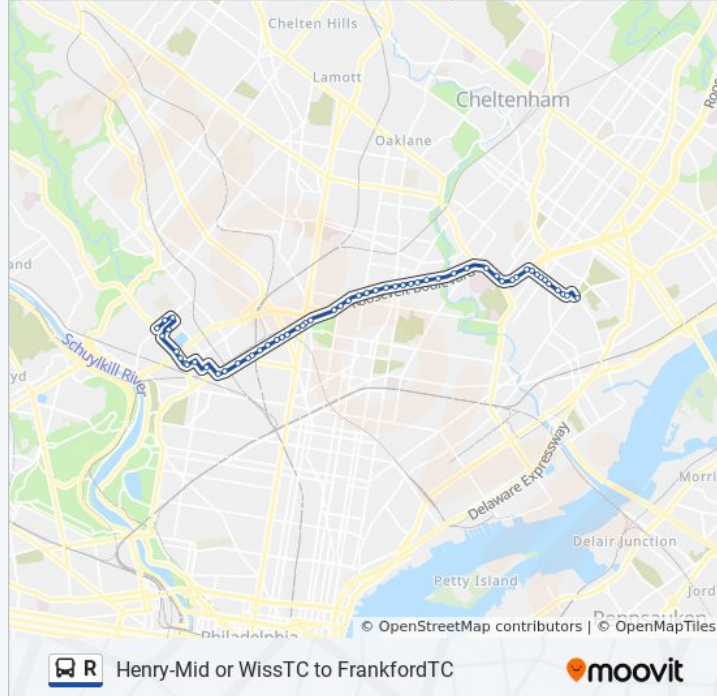 Chelten Hills
Lamott
Cheltenham
Roos
Oaklane
and
Roosevelt Boulevard
Schuylkill River
yd
Delaware Expressway
Morri
Delair Junction
Petty Island
Jord
Pennsauken
Philadelphia
© OpenStreetMap contributors | © OpenMapTiles
R Henry-Mid or WissTC to FrankfordTC
moovit